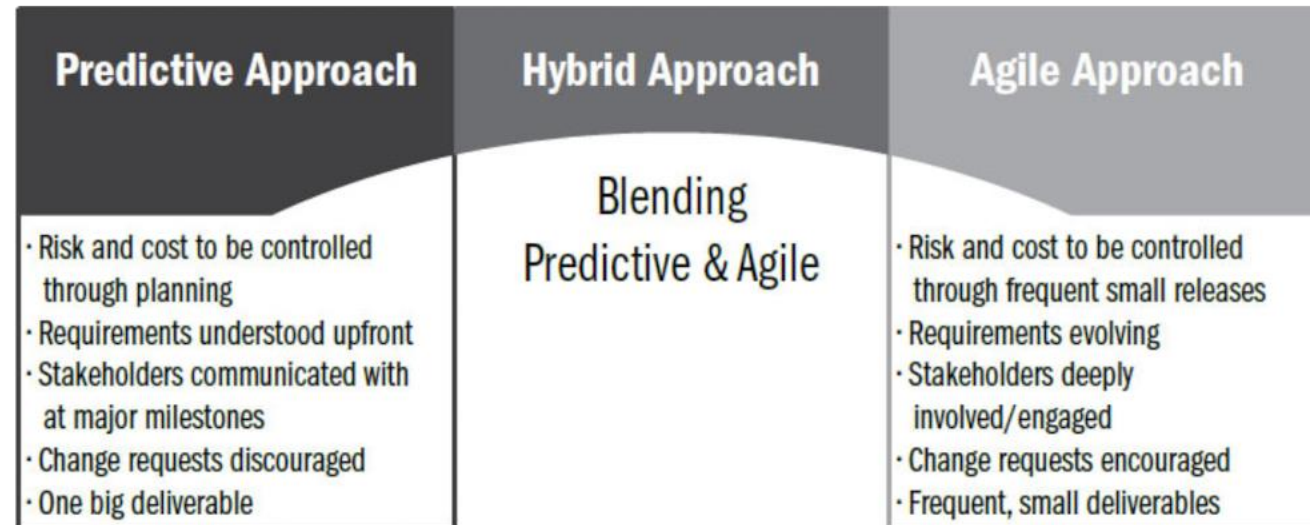 Predictive Approach
Hybrid Approach
Agile Approach
· Risk and cost to be controlled
through planning
· Requirements understood upfront
· Stakeholders communicated with
at major milestones
· Change requests discouraged
· One big deliverable
Blending
Predictive & Agile
· Risk and cost to be controlled
through frequent small releases
· Requirements evolving
· Stakeholders deeply
involved/engaged
· Change requests encouraged
· Frequent, small deliverables